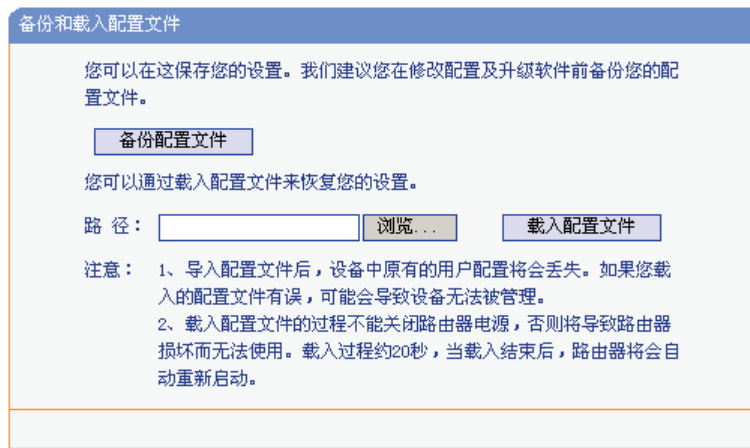 备份和载入配置文件
您可以在这保存您的设置。我们建议您在修改配置及升级软件前备份您的配
置文件。
备份配置文件
您可以通过载入配置文件来恢复您的设置。
路 径： 浏览... 载入配置文件
注意： 1、导入配置文件后，设备中原有的用户配置将会丢失。如果您载
入的配置文件有误，可能会导致设备无法被管理。
2、载入配置文件的过程不能关闭路由器电源，否则将导致路由器
损坏而无法使用。载入过程约20秒，当载入结束后，路由器将会自
动重新启动。